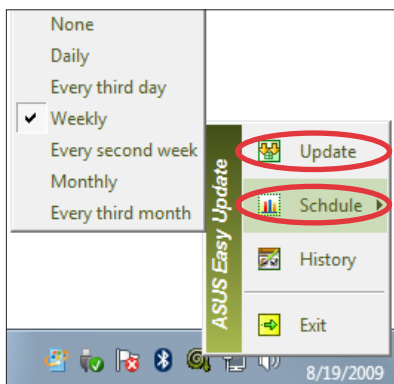 None
Daily
Every third day
Weekly
Every second week
Monthly
Every third month
ASUS Easy Update
Update
Schdule
History
Exit
8/19/2009